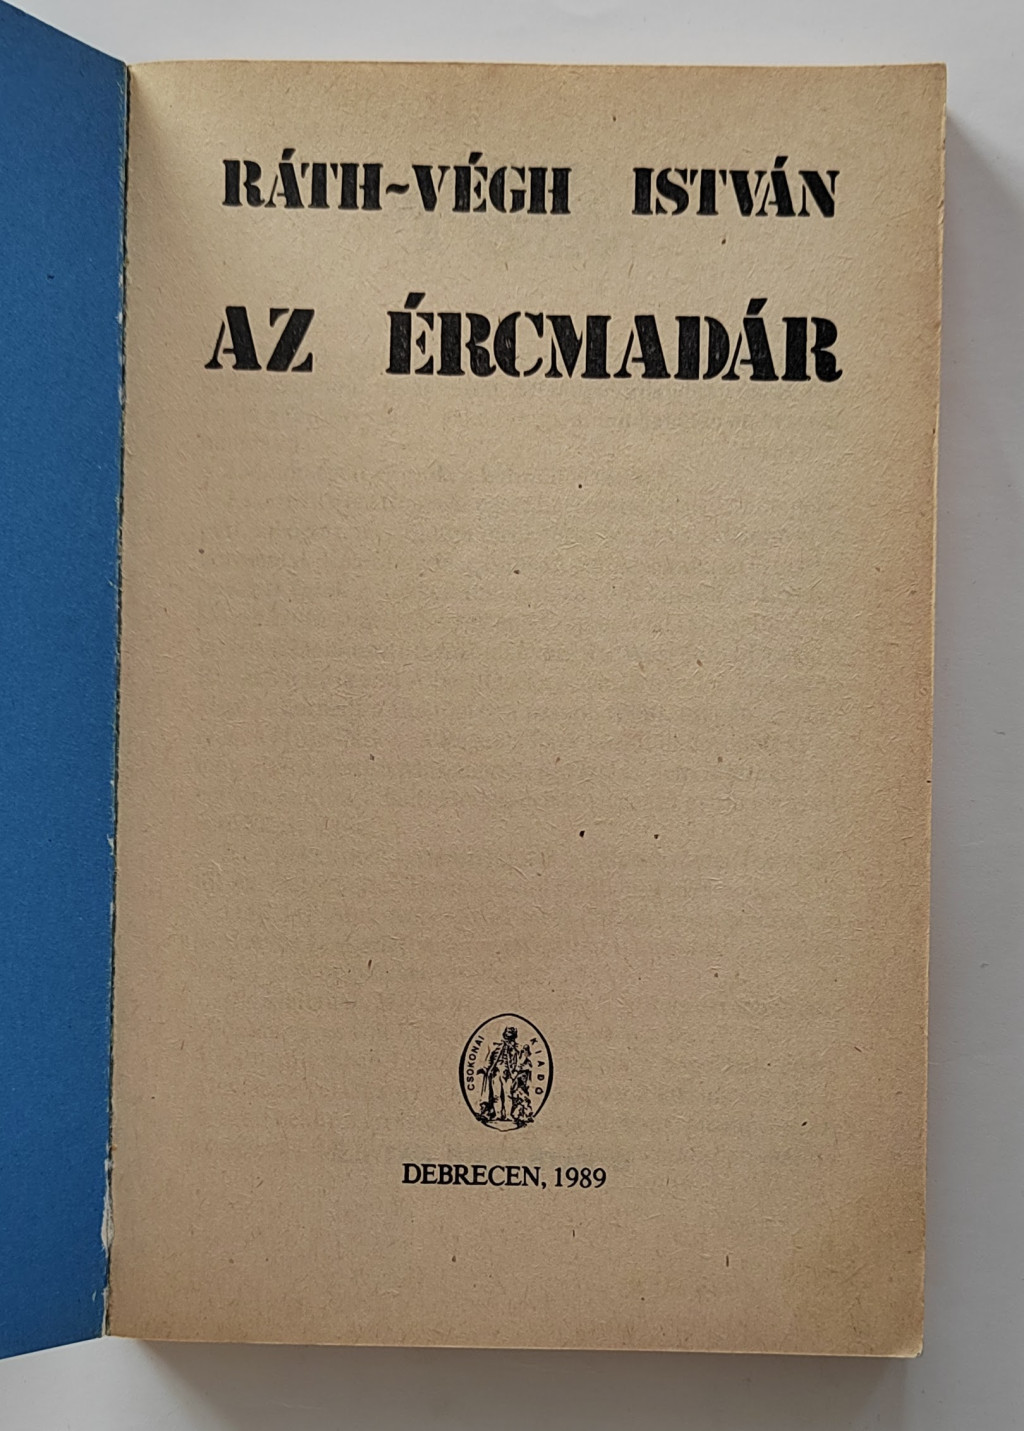 RÁTH-VÉGH ISTVÁN
AZ ÉRCMADÁR
CSOKONAI KIADÓ
DEBRECEN, 1989